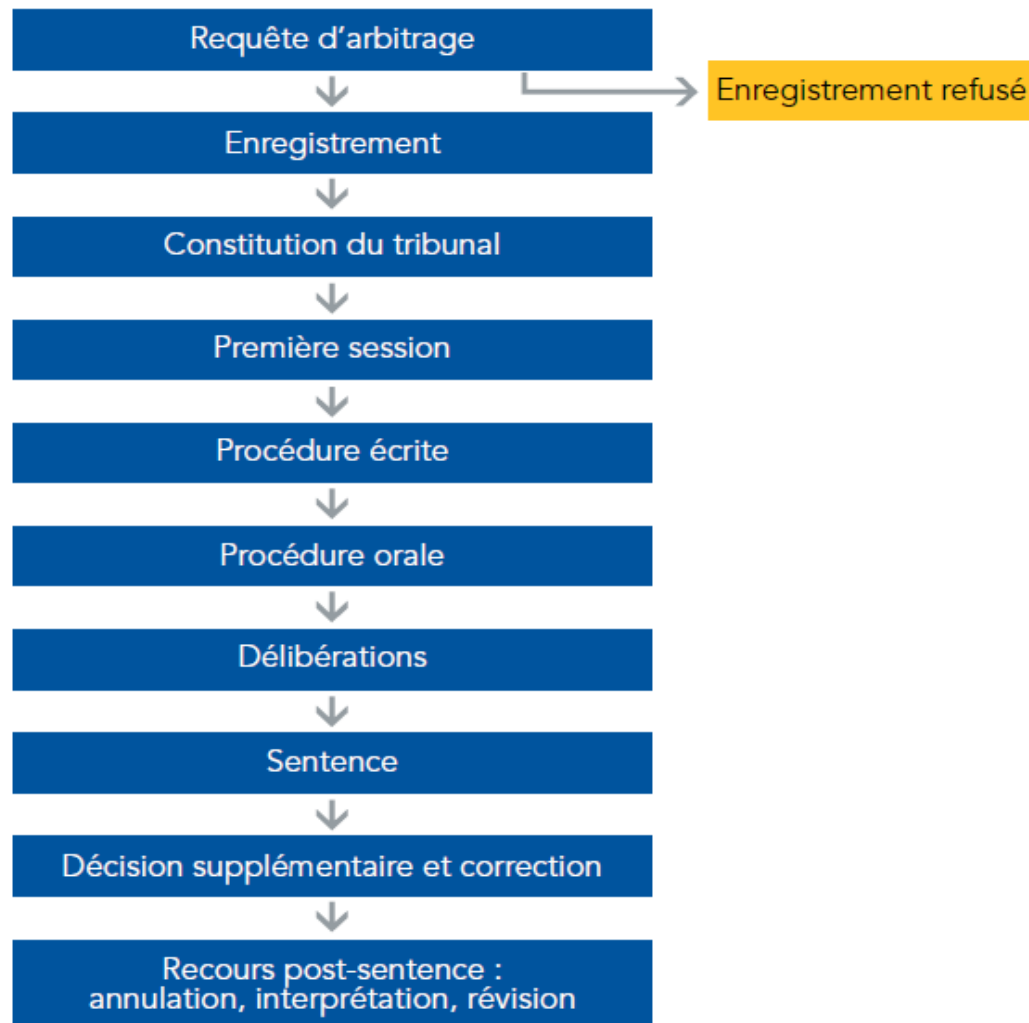 Requête d'arbitrage
Enregistrement refusé
Enregistrement
Constitution du tribunal
Première session
Procédure écrite
Procédure orale
Délibérations
Sentence
Décision supplémentaire et correction
Recours post-sentence :
annulation, interprétation, révision